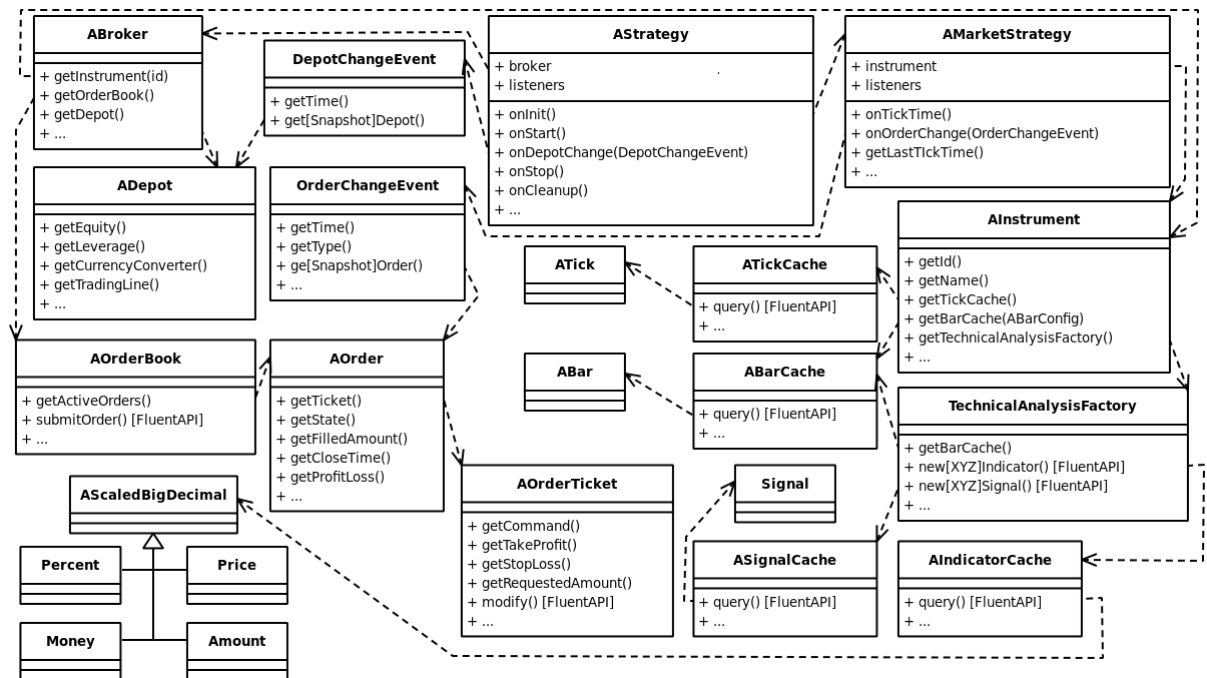 ABroker
+ getInstrument(id)
+ getOrderBook()
+ getDepot()
+ ...
DepotChangeEvent
+ getTime()
+ get[Snapshot]Depot()
AStrategy
+ broker
+ listeners
+ onInit()
+ onStart()
+ onDepotChange(DepotChangeEvent)
+ onStop()
+ onCleanup()
+ ...
AMarketStrategy
+ instrument
+ listeners
+ onTickTime()
+ onOrderChange(OrderChangeEvent)
+ getLastTIckTime()
+ ...
ADepot
+ getEquity()
+ getLeverage()
+ getCurrencyConverter()
+ getTradingLine()
+ ...
OrderChangeEvent
+ getTime()
+ getType()
+ ge[Snapshot]Order()
+ ...
ATick
ATickCache
+ query() [FluentAPI]
+ ...
AInstrument
+ getId()
+ getName()
+ getTickCache()
+ getBarCache(ABarConfig)
+ getTechnicalAnalysisFactory()
+ ...
AOrderBook
+ getActiveOrders()
+ submitOrder() [FluentAPI]
+ ...
AOrder
+ getTicket()
+ getState()
+ getFilledAmount()
+ getCloseTime()
+ getProfitLoss()
+ ...
ABar
ABarCache
+ query() [FluentAPI]
+ ...
TechnicalAnalysisFactory
+ getBarCache()
+ new[XYZ]Indicator() [FluentAPI]
+ new[XYZ]Signal() [FluentAPI]
+ ...
AScaledBigDecimal
Percent
Price
Money
Amount
AOrderTicket
+ getCommand()
+ getTakeProfit()
+ getStopLoss()
+ getRequestedAmount()
+ modify() [FluentAPI]
+ ...
Signal
ASignalCache
+ query() [FluentAPI]
+ ...
AIndicatorCache
+ query() [FluentAPI]
+ ...